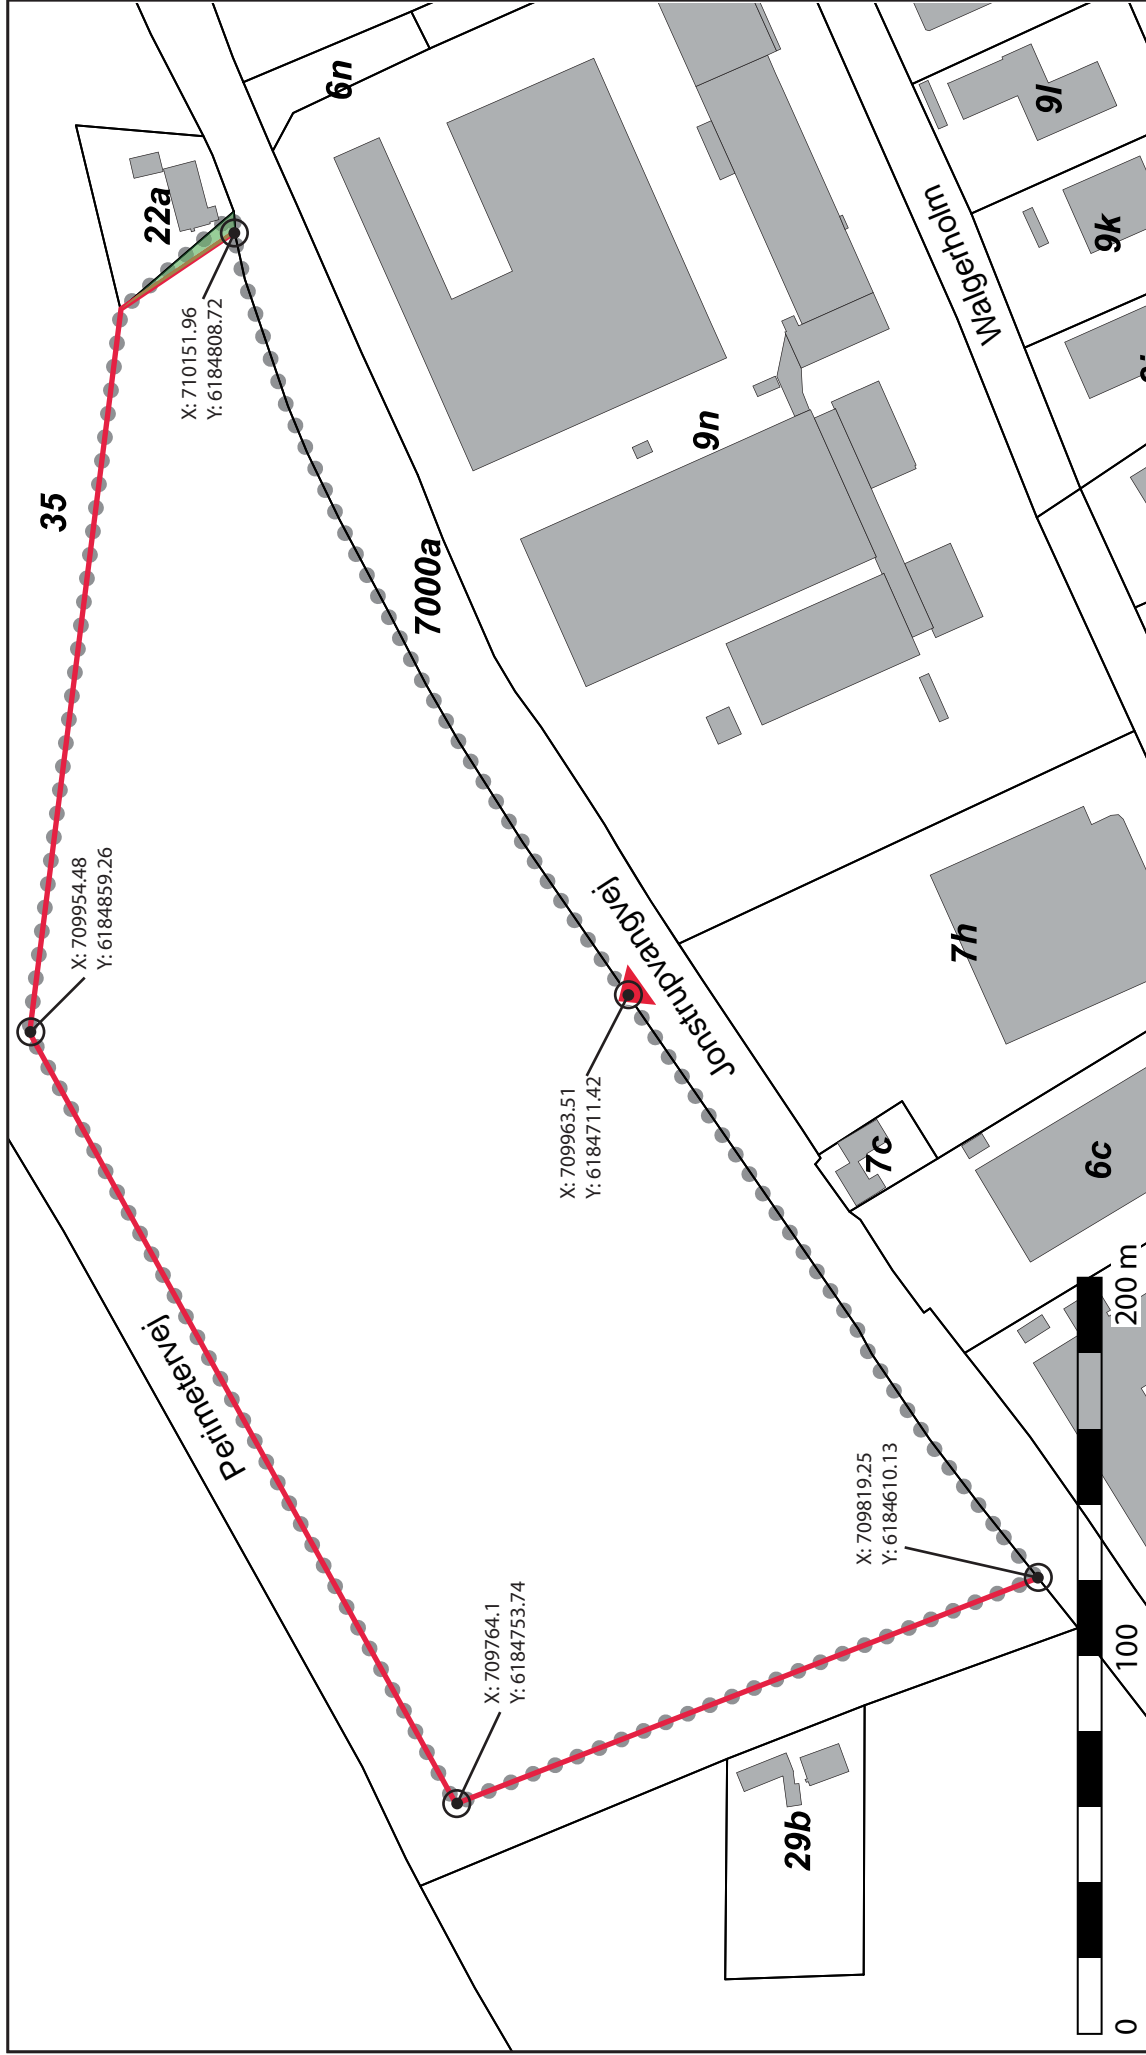 35
22a
6n
X: 710151.96
Y: 6184808.72
X: 709954.48
Y: 6184859.26
7000a
9n
Walgerholm
9l
9k
Perimetervej
X: 709963.51
Y: 6184711.42
Jonstrupvangvej
7h
7c
6c
X: 709764.1
Y: 6184753.74
X: 709819.25
Y: 6184610.13
29b
0
100
200 m